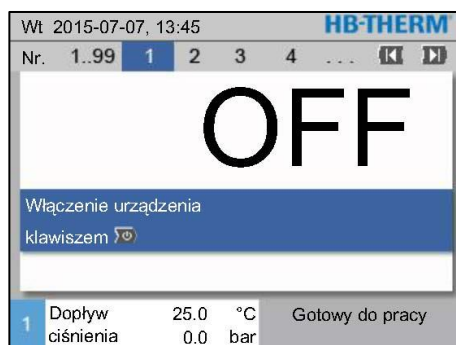 Wt 2015-07-07, 13:45 HB-THERM
Nr. 1..99 1 2 3 4 ...
OFF
Włączenie urządzenia
klawiszem
1 Dopływ 25.0 °C Gotowy do pracy
ciśnienia 0.0 bar